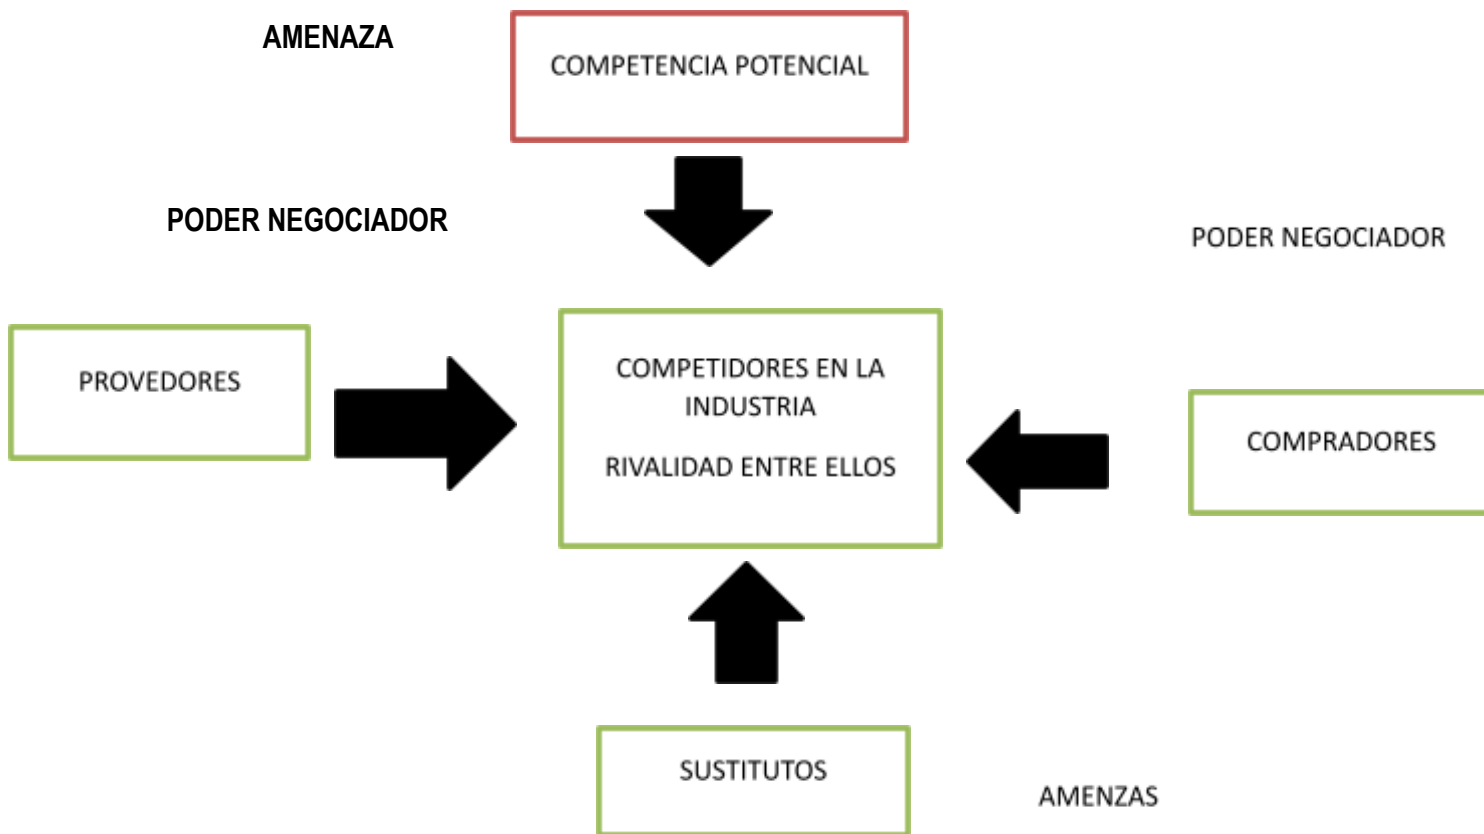 AMENAZA
COMPETENCIA POTENCIAL
PODER NEGOCIADOR
PODER NEGOCIADOR
PROVEDORES
COMPETIDORES EN LA
INDUSTRIA
RIVALIDAD ENTRE ELLOS
COMPRADORES
SUSTITUTOS
AMENZAS